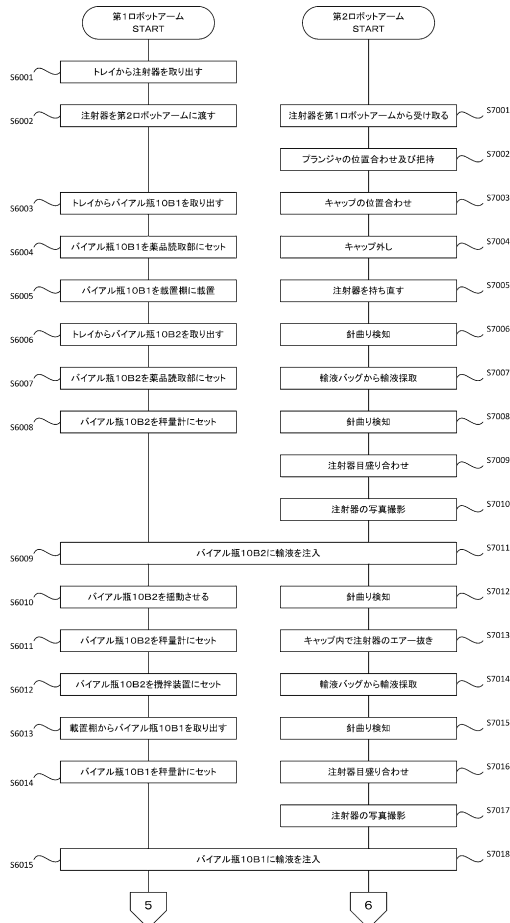 第1ロボットアーム
START
第2ロボットアーム
START
S6001
トレイから注射器を取り出す
S6002
注射器を第2ロボットアームに渡す
注射器を第1ロボットアームから受け取る
S7001
プランジャの位置合わせ及び把持
S7002
S6003
トレイからバイアル瓶10B1を取り出す
キャップの位置合わせ
S7003
S6004
バイアル瓶10B1を薬品読取部にセット
キャップ外し
S7004
S6005
バイアル瓶10B1を載置棚に載置
注射器を持ち直す
S7005
S6006
トレイからバイアル瓶10B2を取り出す
針曲り検知
S7006
S6007
バイアル瓶10B2を薬品読取部にセット
輸液バッグから輸液採取
S7007
S6008
バイアル瓶10B2を秤量計にセット
針曲り検知
S7008
注射器目盛り合わせ
S7009
注射器の写真撮影
S7010
S6009
バイアル瓶10B2に輸液を注入
S7011
S6010
バイアル瓶10B2を揺動させる
針曲り検知
S7012
S6011
バイアル瓶10B2を秤量計にセット
キャップ内で注射器のエアー抜き
S7013
S6012
バイアル瓶10B2を攪拌装置にセット
輸液バッグから輸液採取
S7014
S6013
載置棚からバイアル瓶10B1を取り出す
針曲り検知
S7015
S6014
バイアル瓶10B1を秤量計にセット
注射器目盛り合わせ
S7016
注射器の写真撮影
S7017
S6015
バイアル瓶10B1に輸液を注入
S7018
5
6